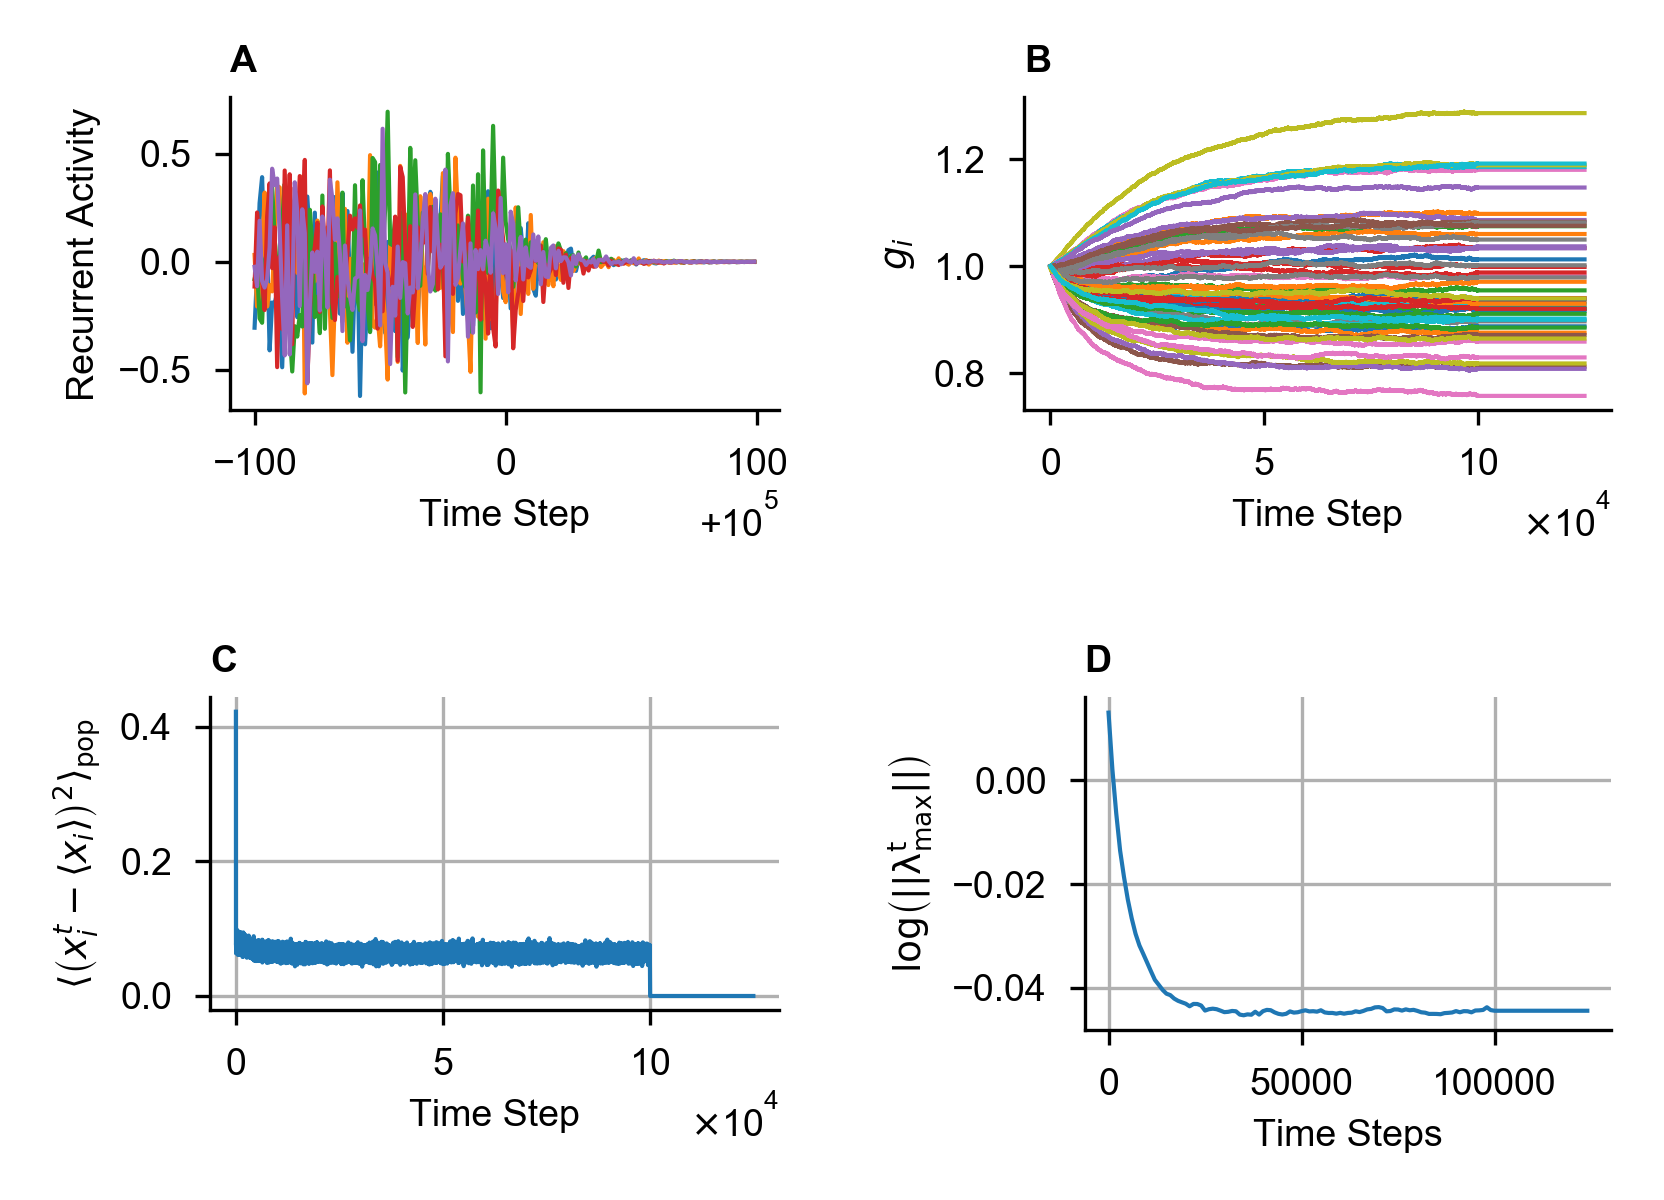 A
Recurrent Activity
0.5
0.0
−0.5
−100
0
100
Time Step
+10^5
B
g_i
1.2
1.0
0.8
0
5
10
Time Step
×10^4
C
⟨(x_i^t − ⟨x_i⟩)^2⟩_pop
0.4
0.2
0.0
0
5
10
Time Step
×10^4
D
log(||λ^t_max||)
0.00
−0.02
−0.04
0
50000
100000
Time Steps